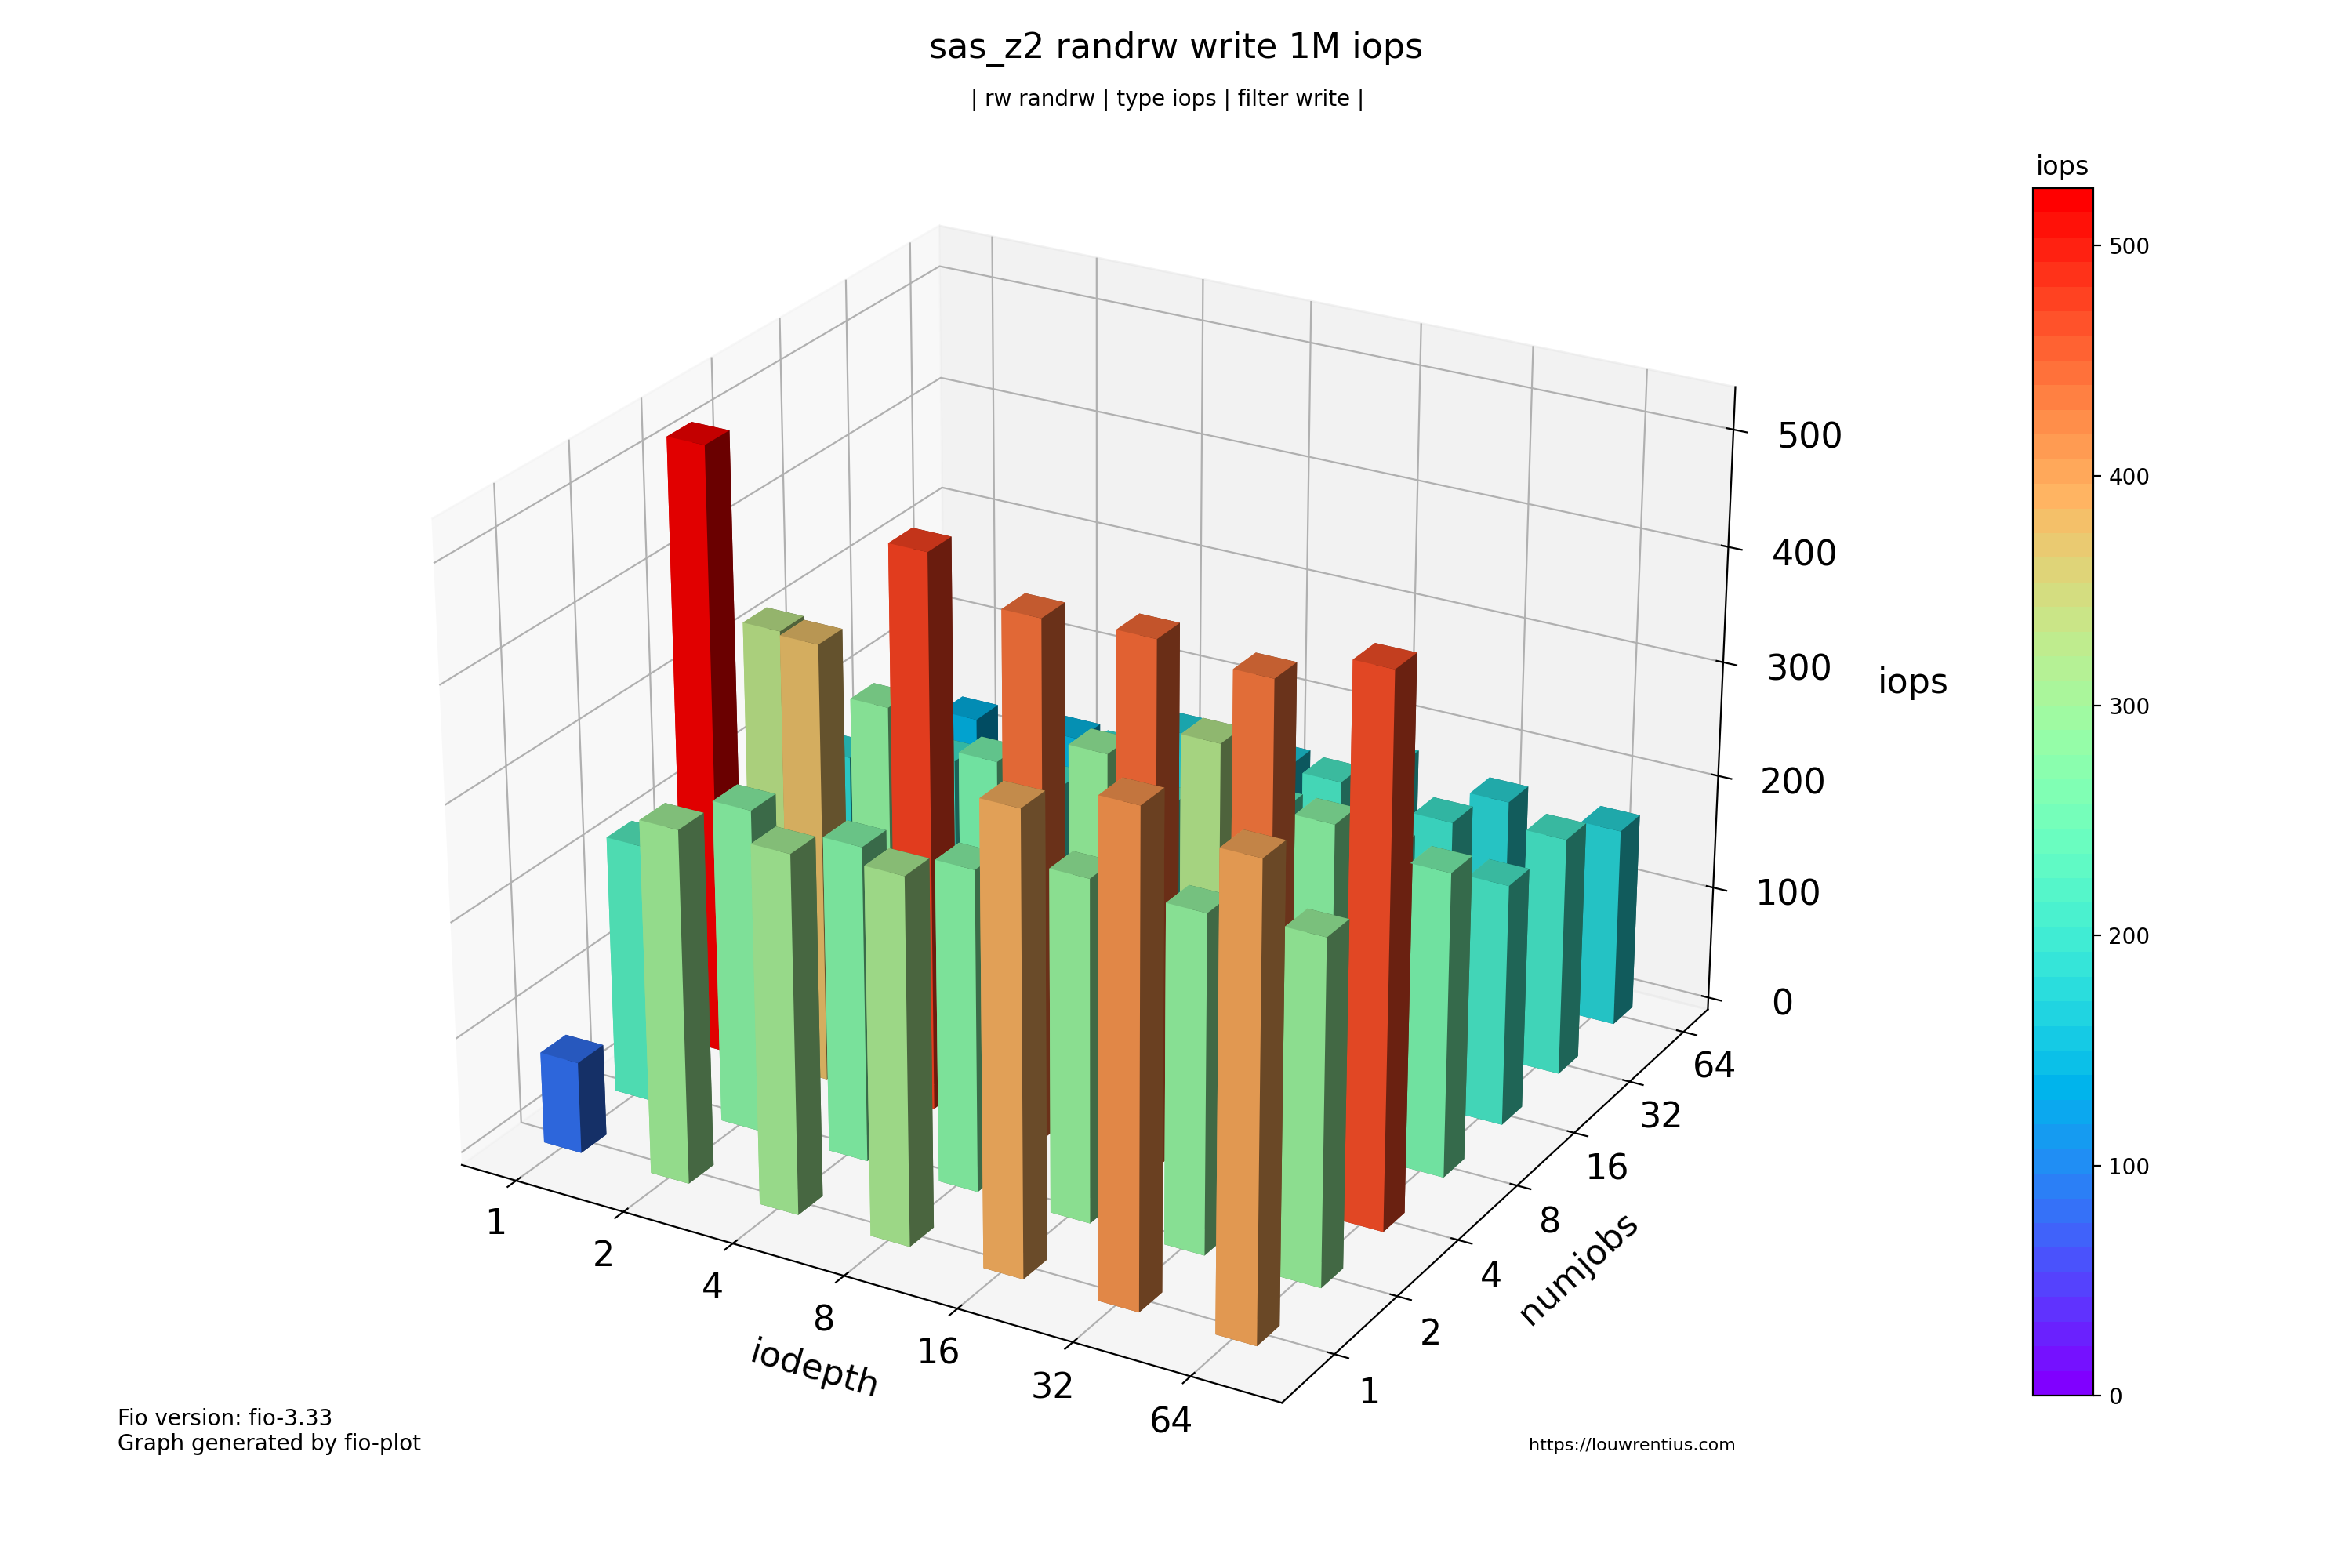 sas_z2 randrw write 1M iops
| rw randrw | type iops | filter write |
iops
500
400
300
200
100
0
500
400
300
200
100
0
iops
64
32
16
8
4
2
1
numjobs
1
2
4
8
16
32
64
iodepth
Fio version: fio-3.33
Graph generated by fio-plot
https://louwrentius.com